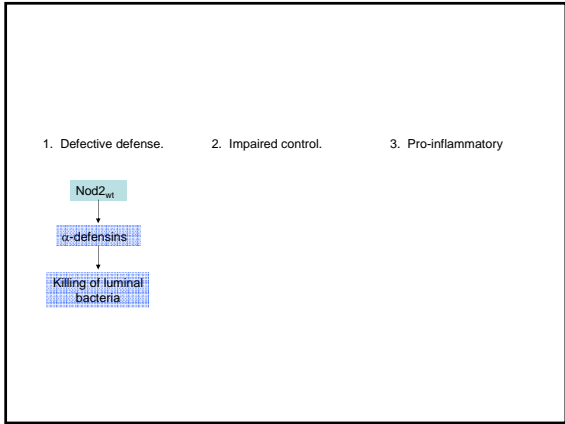 1. Defective defense. 2. Impaired control. 3. Pro-inflammatory
Nod2wt
α-defensins
Killing of luminal
bacteria